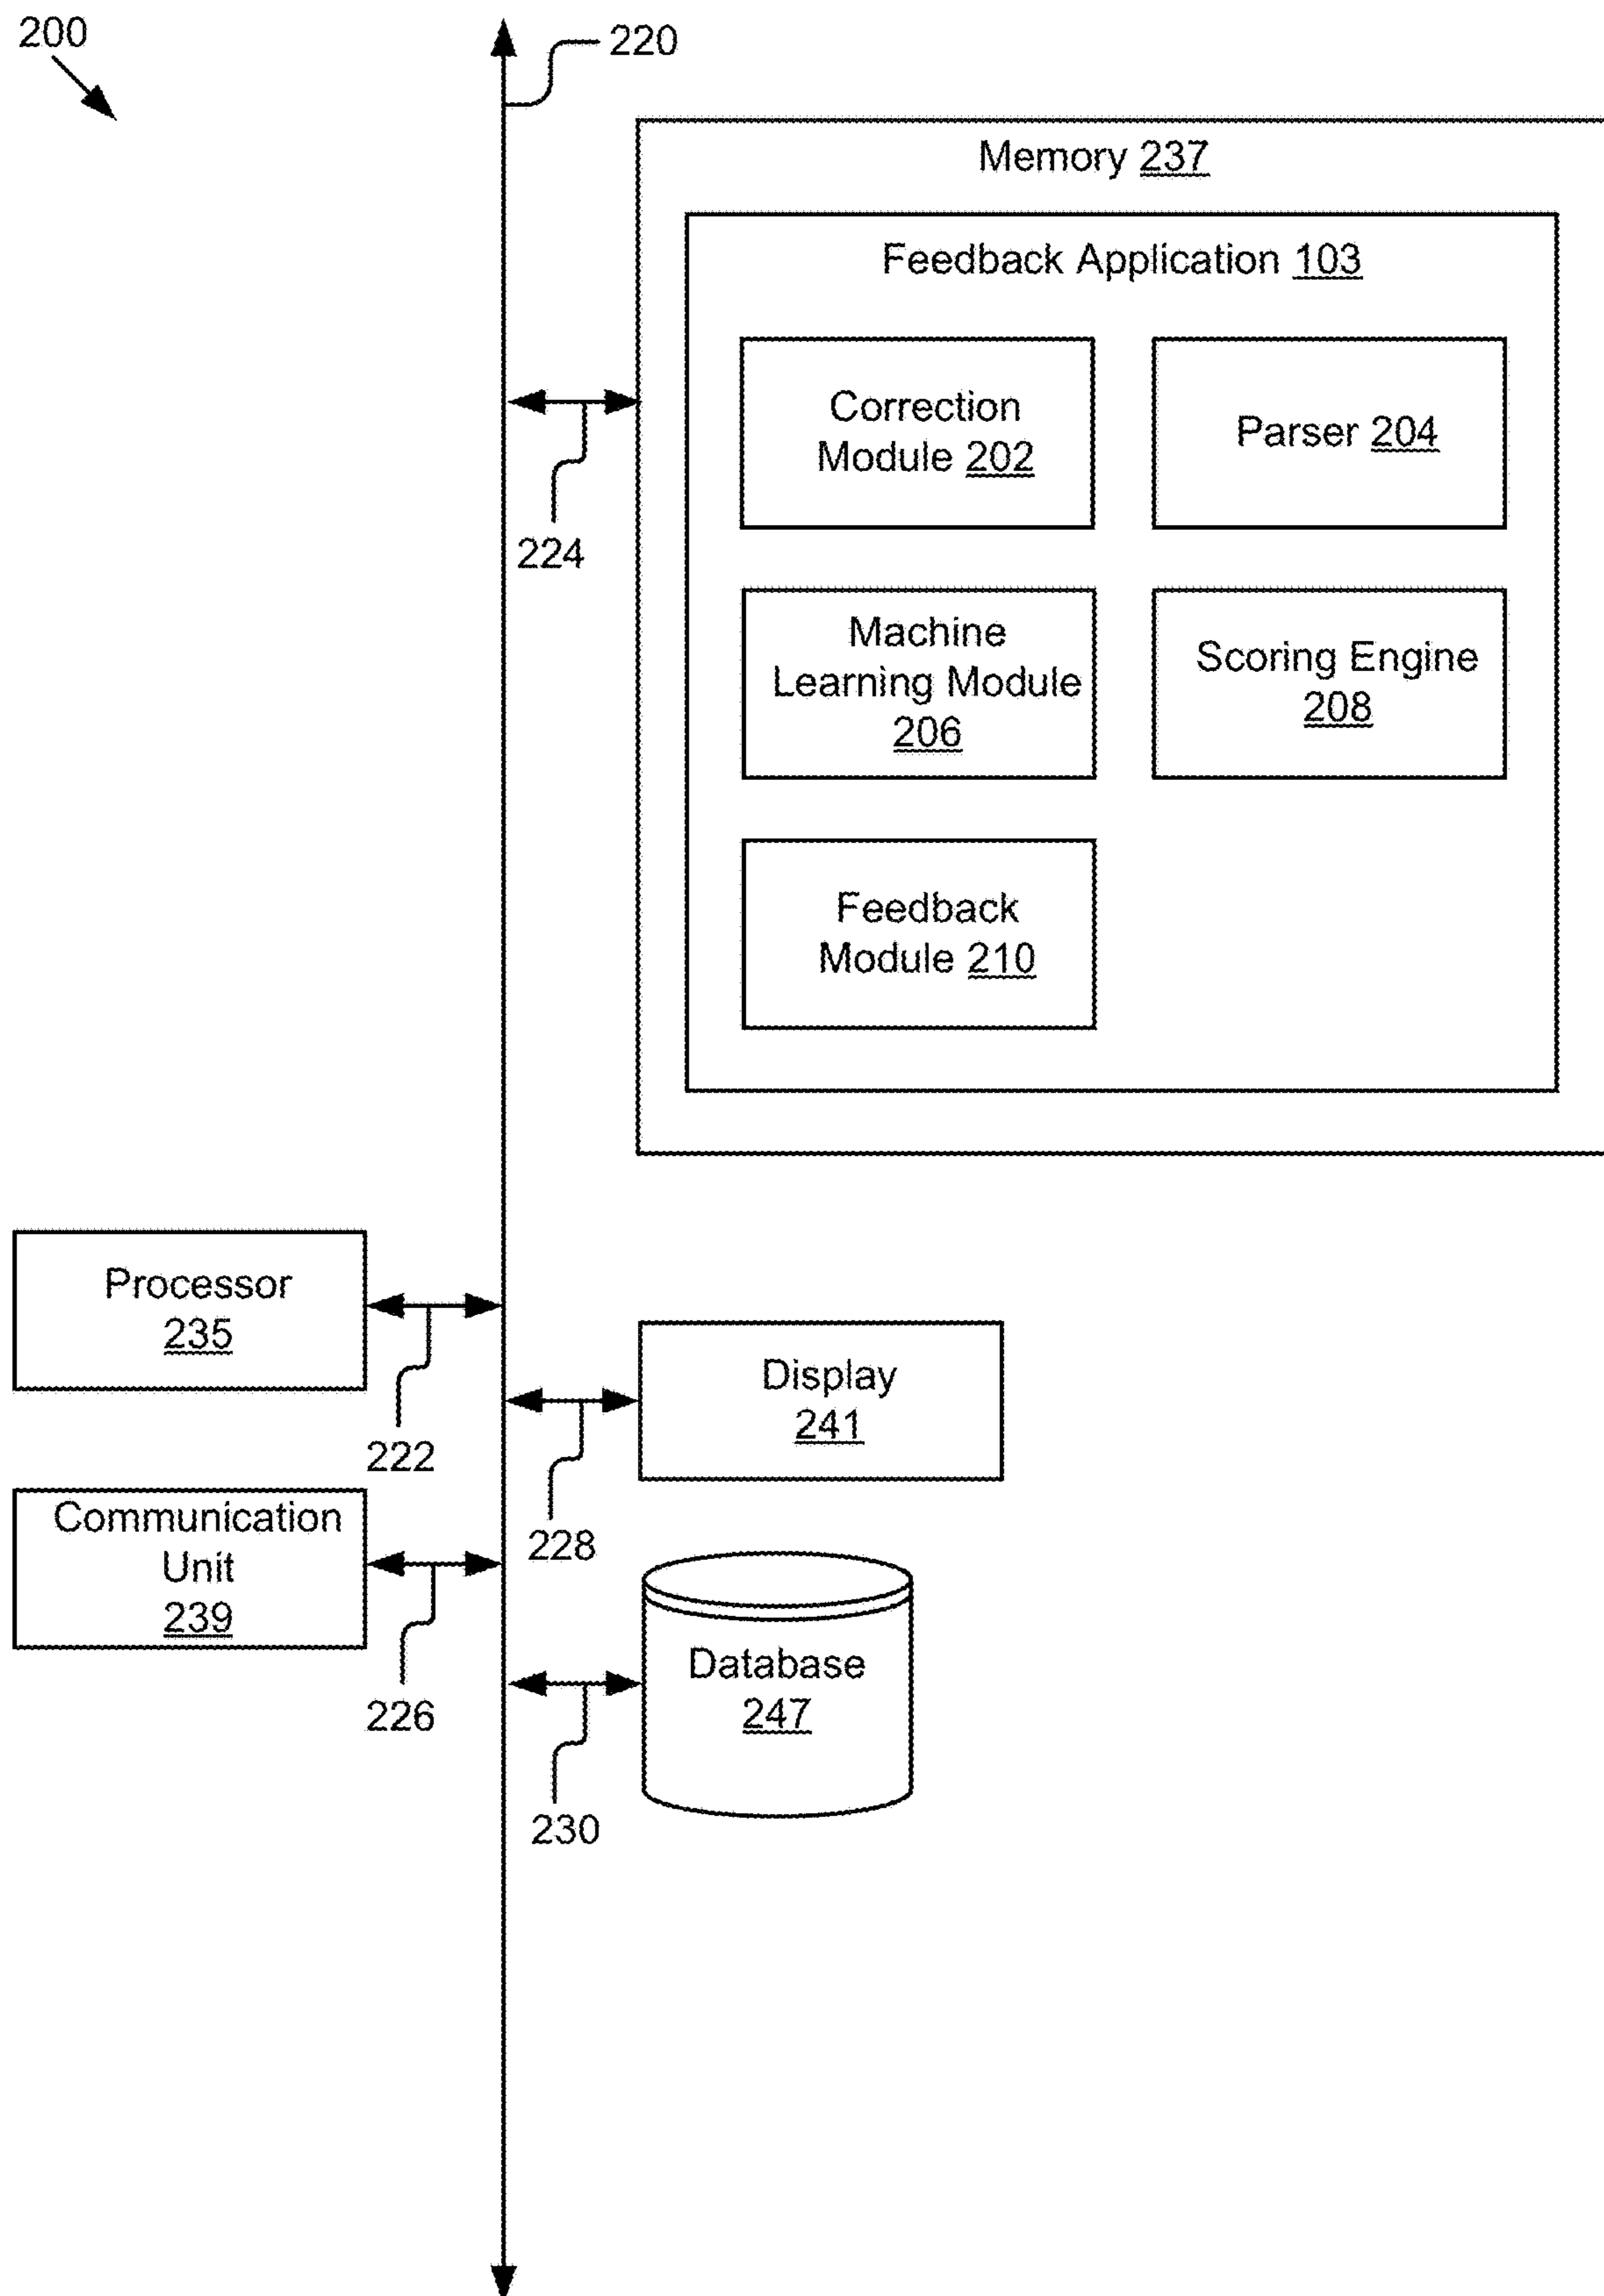 200
220
Memory 237
Feedback Application 103
Correction
Module 202
Parser 204
224
Machine
Learning Module
206
Scoring Engine
208
Feedback
Module 210
Processor
235
222
Display
241
228
Communication
Unit
239
226
Database
247
230